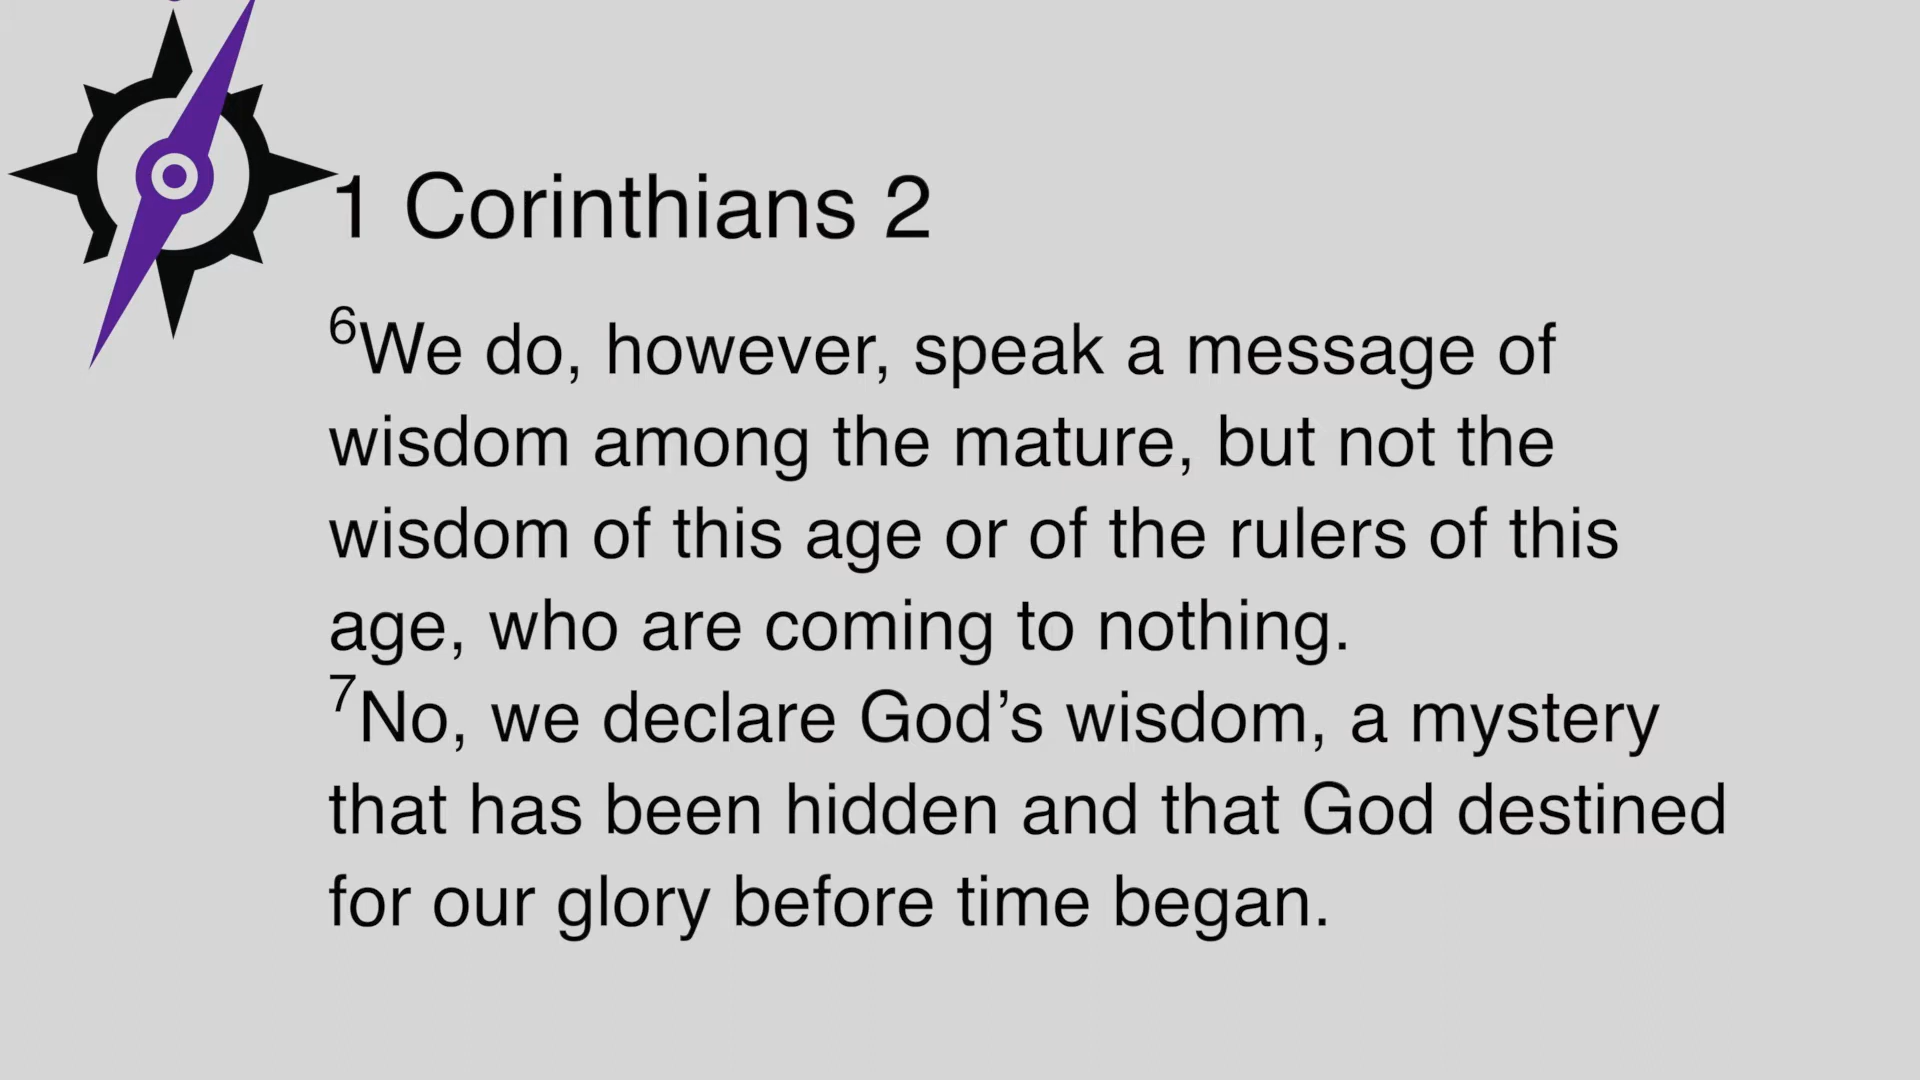 1 Corinthians 2
6We do, however, speak a message of
wisdom among the mature, but not the
wisdom of this age or of the rulers of this
age, who are coming to nothing.
7No, we declare God’s wisdom, a mystery
that has been hidden and that God destined
for our glory before time began.